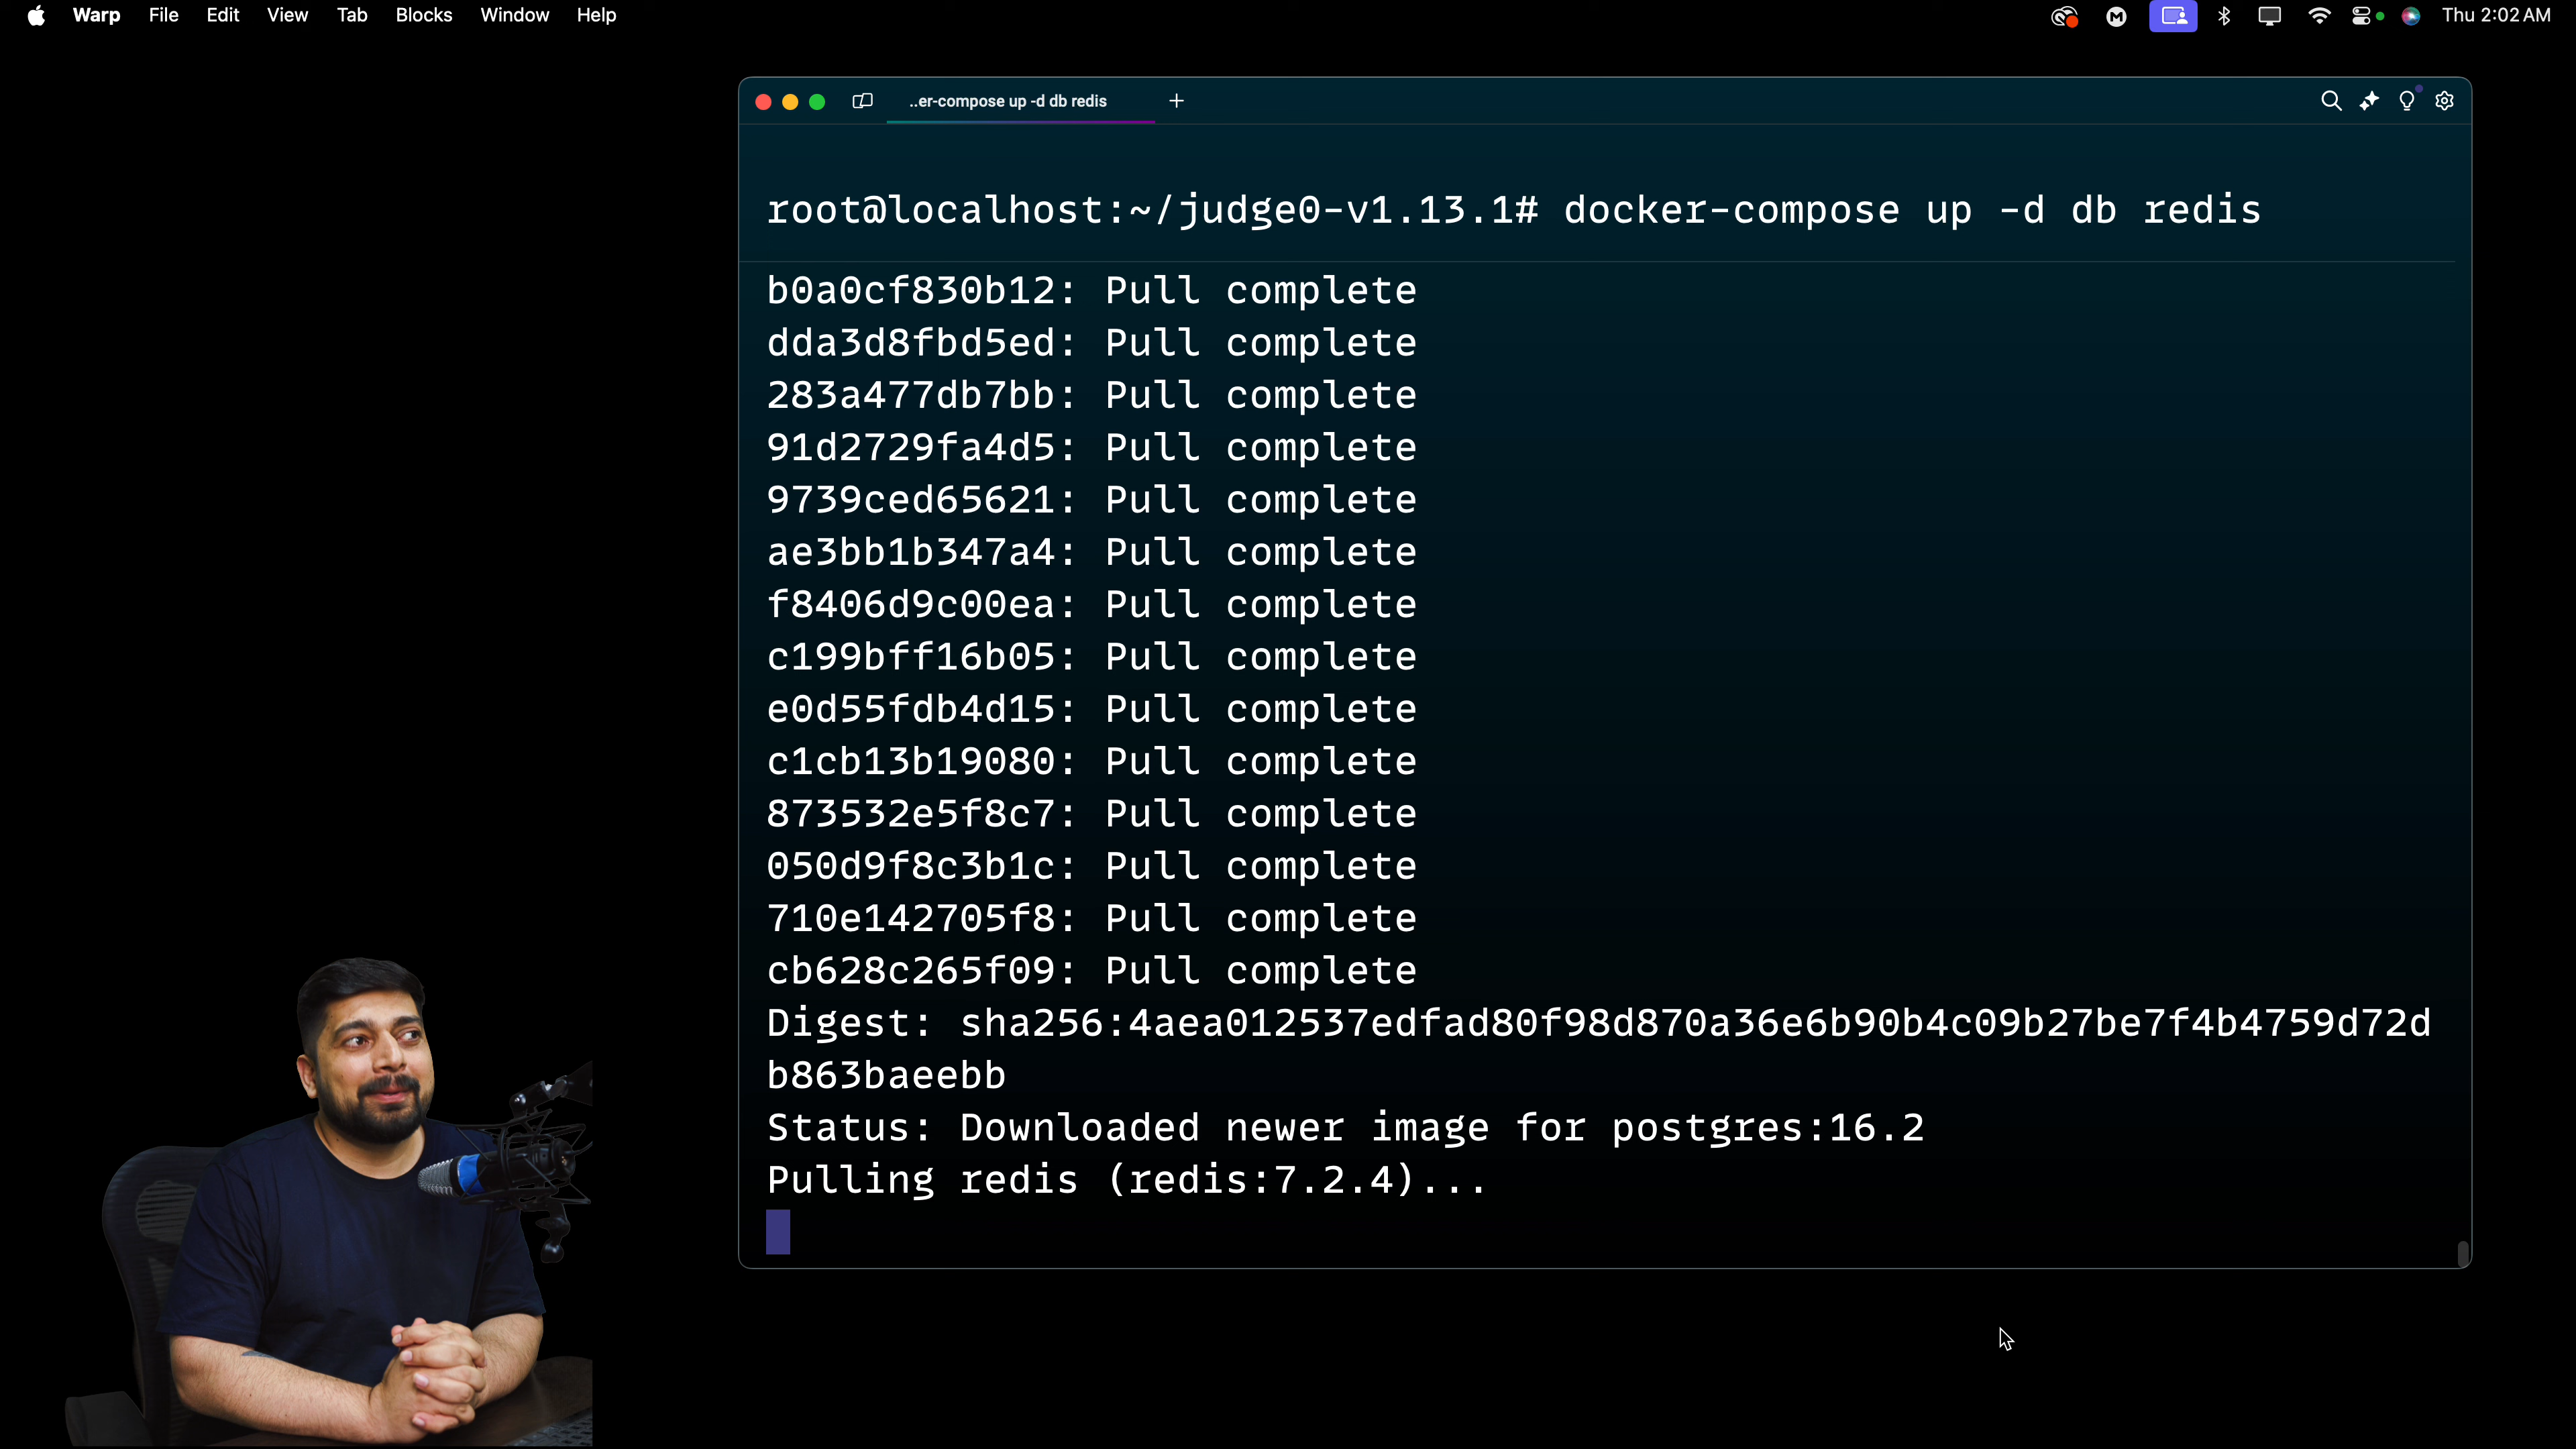 Warp File Edit View Tab Blocks Window Help
Thu 2:02 AM
..er-compose up -d db redis
root@localhost:~/judge0-v1.13.1# docker-compose up -d db redis
b0a0cf830b12: Pull complete
dda3d8fbd5ed: Pull complete
283a477db7bb: Pull complete
91d2729fa4d5: Pull complete
9739ced65621: Pull complete
ae3bb1b347a4: Pull complete
f8406d9c00ea: Pull complete
c199bff16b05: Pull complete
e0d55fdb4d15: Pull complete
c1cb13b19080: Pull complete
873532e5f8c7: Pull complete
050d9f8c3b1c: Pull complete
710e142705f8: Pull complete
cb628c265f09: Pull complete
Digest: sha256:4aea012537edfad80f98d870a36e6b90b4c09b27be7f4b4759d72d
b863baeebb
Status: Downloaded newer image for postgres:16.2
Pulling redis (redis:7.2.4)...